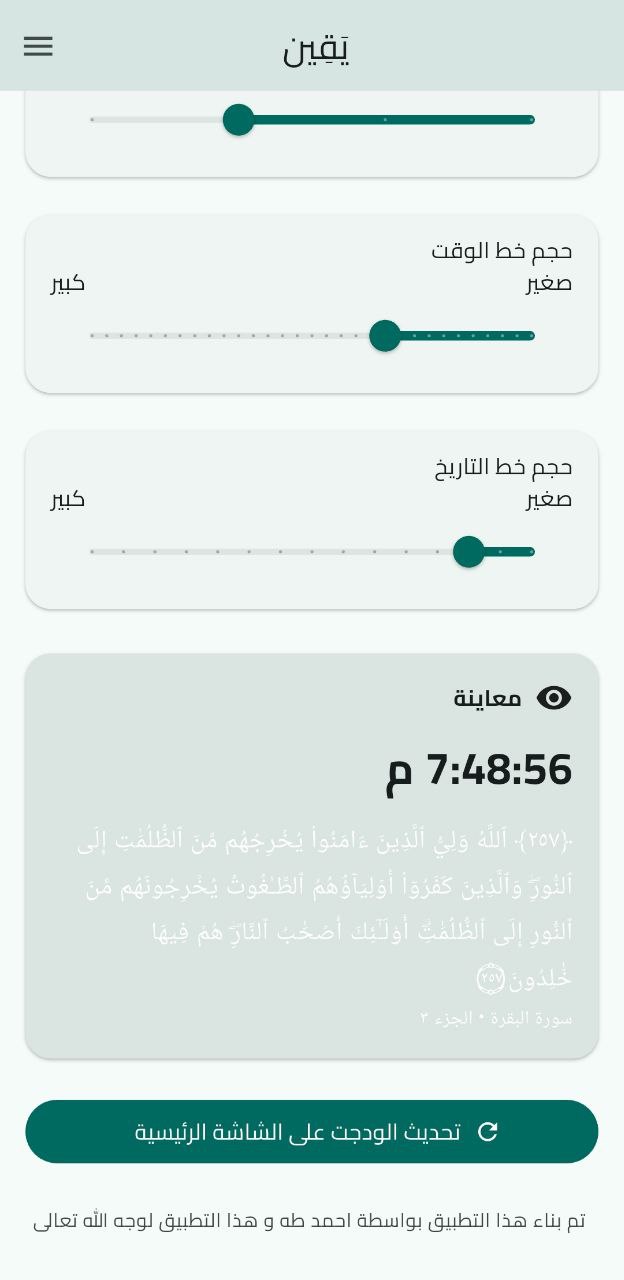 يَقِين
حجم خط الوقت
صغير
كبير
حجم خط التاريخ
صغير
كبير
معاينة
7:48:56 م
﴿٢٥٧﴾ ٱللَّهُ وَلِيُّ ٱلَّذِينَ ءَامَنُوا۟ يُخْرِجُهُم مِّنَ ٱلظُّلُمَٰتِ إِلَى
ٱلنُّورِۖ وَٱلَّذِينَ كَفَرُوٓا۟ أَوْلِيَآؤُهُمُ ٱلطَّٰغُوتُ يُخْرِجُونَهُم مِّنَ
ٱلنُّورِ إِلَى ٱلظُّلُمَٰتِۗ أُو۟لَٰٓئِكَ أَصْحَٰبُ ٱلنَّارِۖ هُمْ فِيهَا
خَٰلِدُونَ ٢٥٧
سورة البقرة • الجزء ٣
تحديث الودجت على الشاشة الرئيسية
تم بناء هذا التطبيق بواسطة احمد طه و هذا التطبيق لوجه الله تعالى